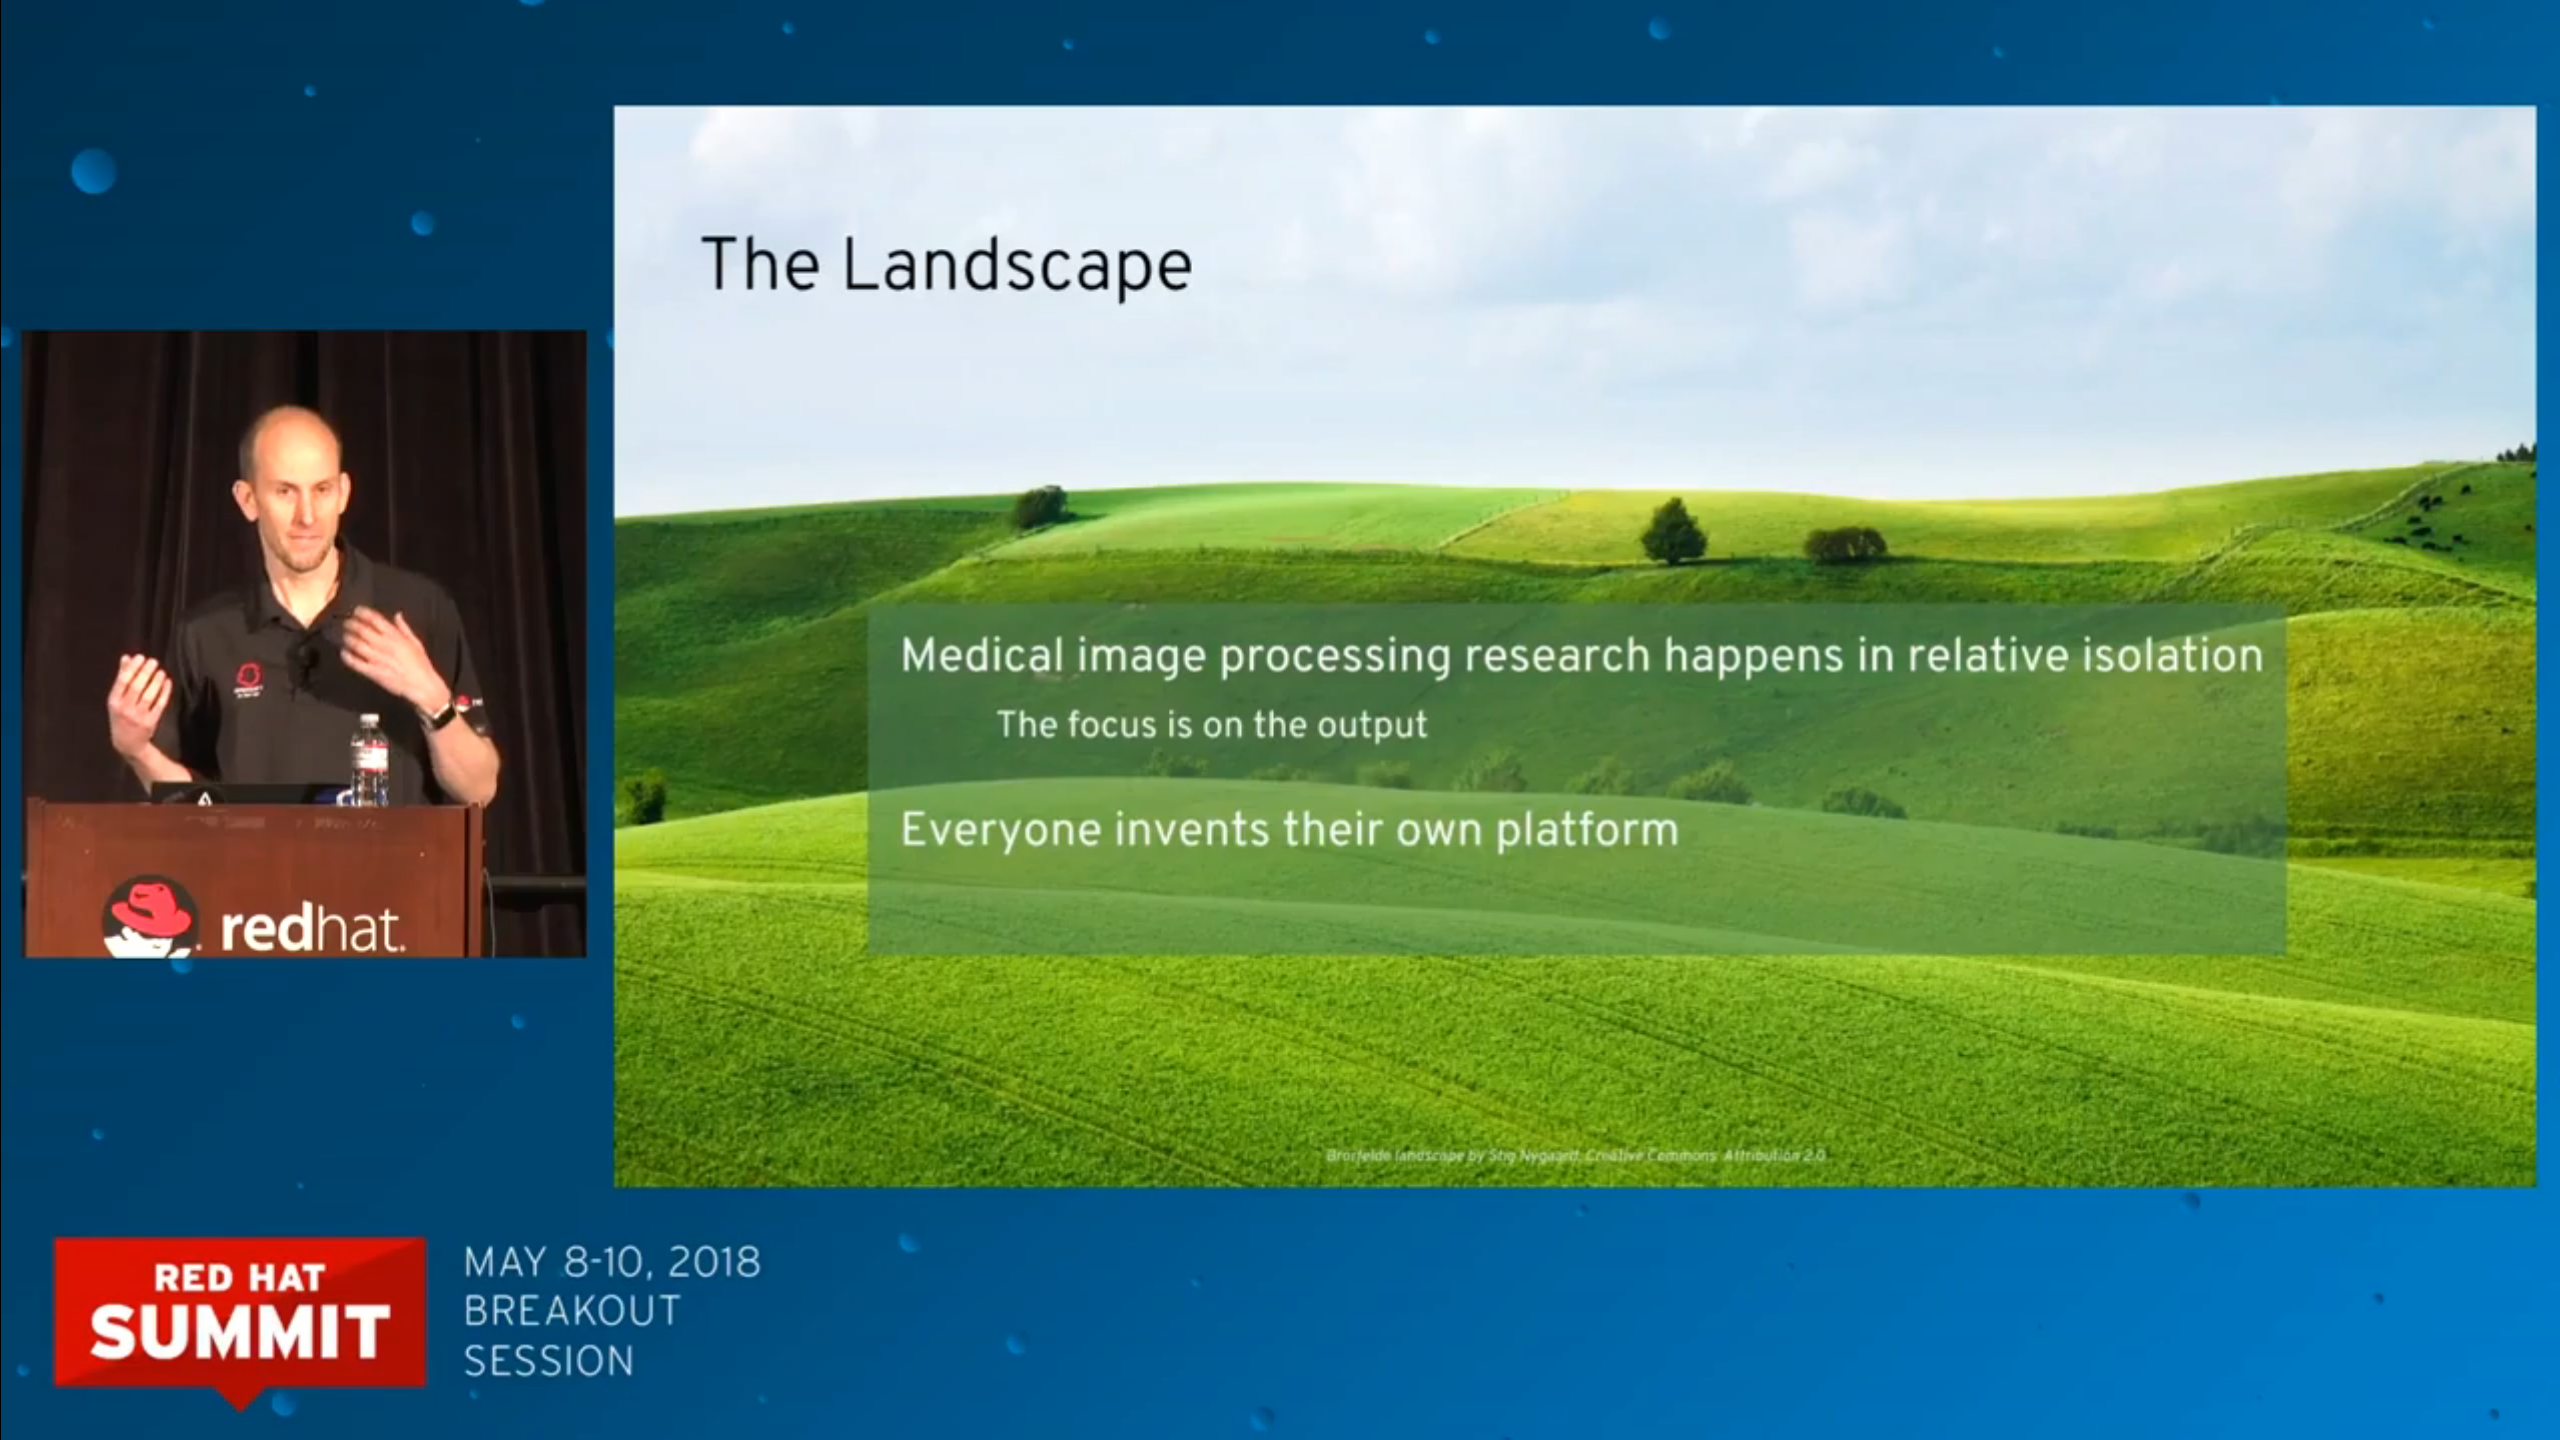 The Landscape
Medical image processing research happens in relative isolation
The focus is on the output
Everyone invents their own platform
Brorfelde landscape by Stig Nygaard, Creative Commons Attribution 2.0
redhat.
RED HAT
SUMMIT
MAY 8-10, 2018
BREAKOUT
SESSION